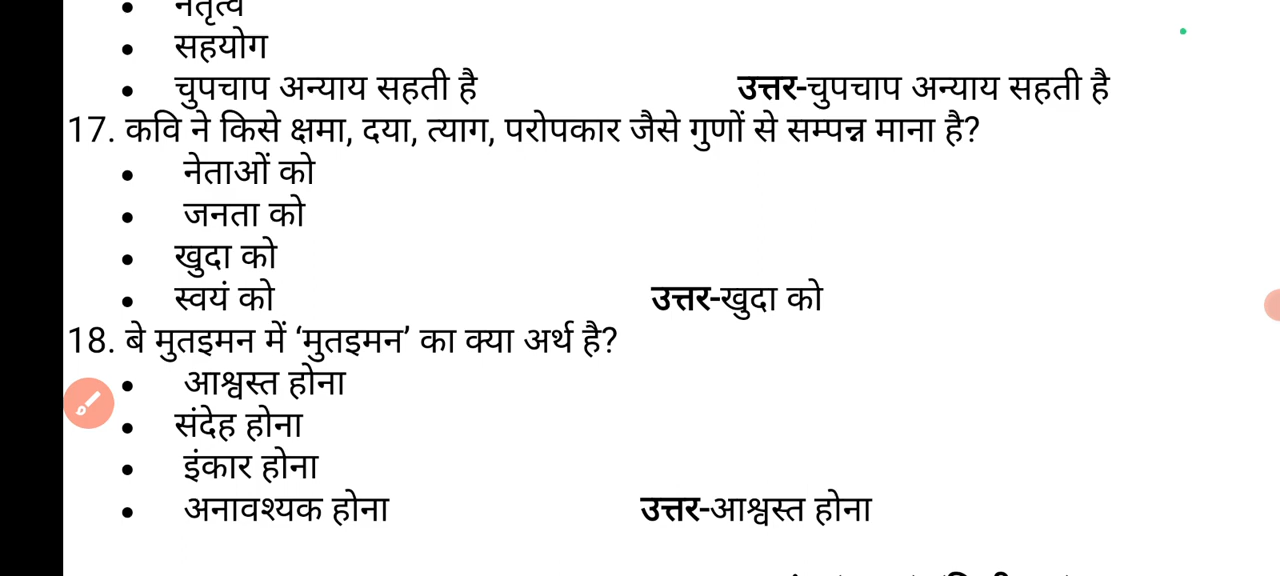 • नेतृत्व
• सहयोग
• चुपचाप अन्याय सहती है उत्तर-चुपचाप अन्याय सहती है
17. कवि ने किसे क्षमा, दया, त्याग, परोपकार जैसे गुणों से सम्पन्न माना है?
• नेताओं को
• जनता को
• खुदा को
• स्वयं को उत्तर-खुदा को
18. बे मुतइमन में ‘मुतइमन’ का क्या अर्थ है?
• आश्वस्त होना
• संदेह होना
• इंकार होना
• अनावश्यक होना उत्तर-आश्वस्त होना